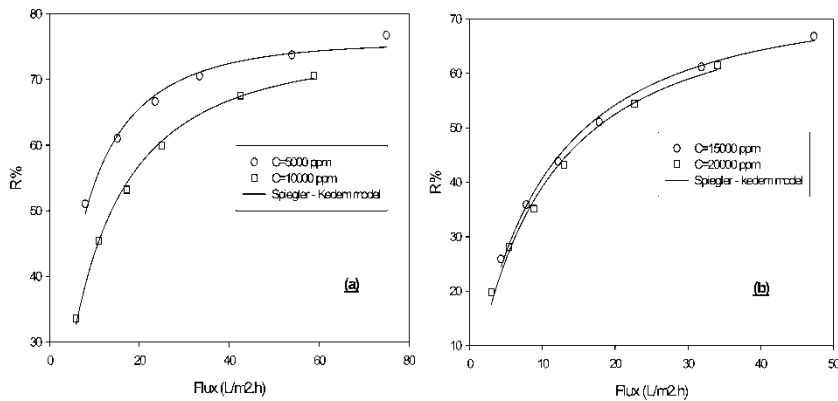 80
70
60
50
40
30
R%
C=5000 ppm
C=10000 ppm
Spiegler - Kedem model
(a)
0 20 40 60 80
Flux (L/m2.h)
70
60
50
40
30
20
10
R%
C=15000 ppm
C=20000 ppm
Spiegler - kedem model
(b)
0 10 20 30 40 50
Flux (L/m2.h)